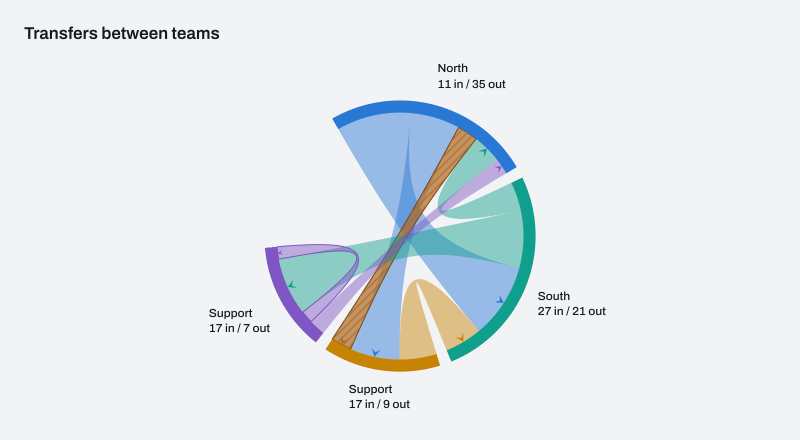 Transfers between teams
North
11 in / 35 out
South
27 in / 21 out
Support
17 in / 7 out
Support
17 in / 9 out